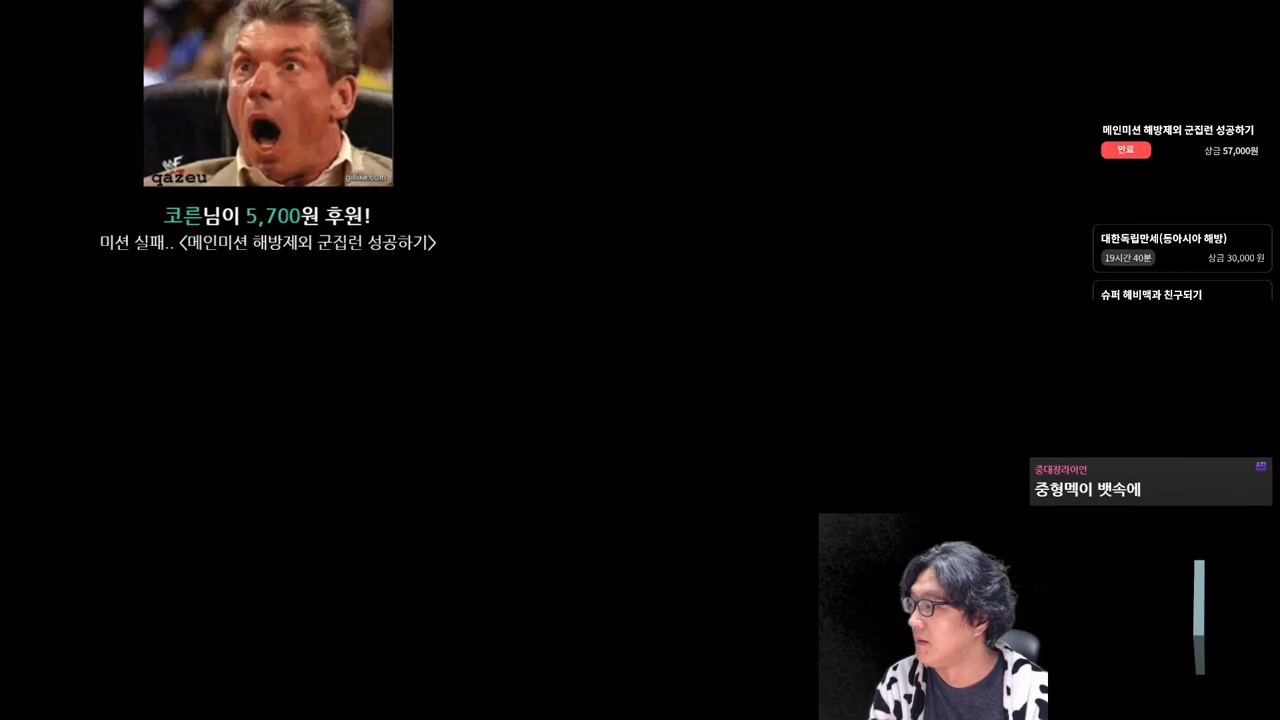 qazeu
gillike.com
코른님이 5,700원 후원!
미션 실패.. <메인미션 해방제외 군집런 성공하기>
메인미션 해방제외 군집런 성공하기
만료
상금 57,000원
대한독립만세(동아시아 해방)
19시간 40분
상금 30,000 원
슈퍼 헤비맥과 친구되기
중대장라이언
중형멕이 뱃속에